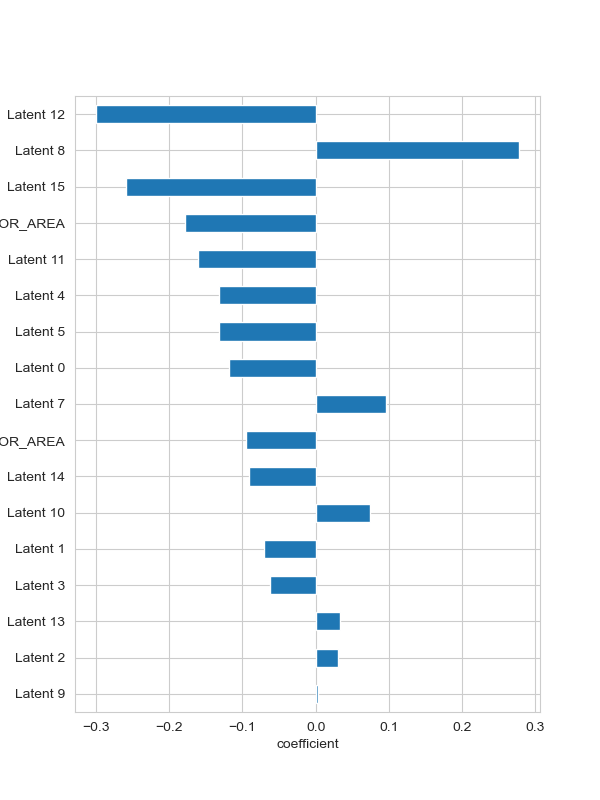 Latent 12
Latent 8
Latent 15
OR_AREA
Latent 11
Latent 4
Latent 5
Latent 0
Latent 7
OR_AREA
Latent 14
Latent 10
Latent 1
Latent 3
Latent 13
Latent 2
Latent 9
−0.3 −0.2 −0.1 0.0 0.1 0.2 0.3
coefficient